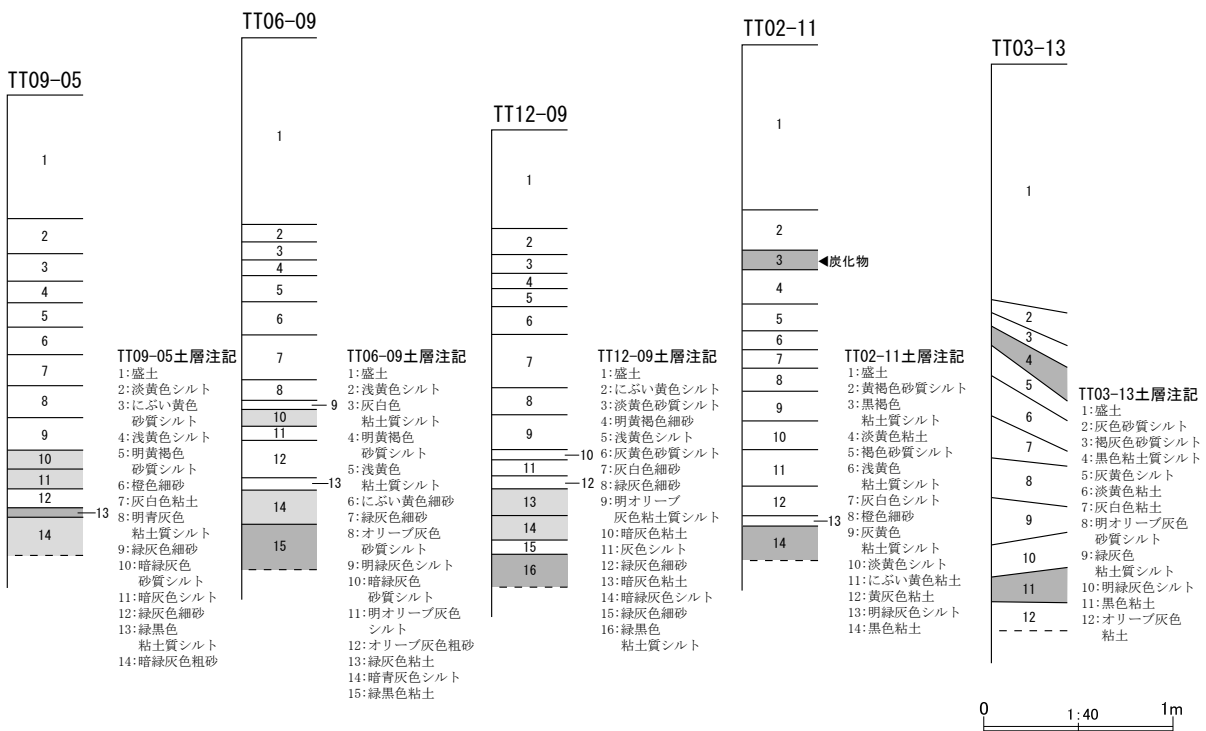 TT09-05
1
2
3
4
5
6
7
8
9
10
11
12
13
14
TT09-05土層注記
1:盛土
2:淡黄色シルト
3:にぶい黄色
砂質シルト
4:浅黄色シルト
5:明黄褐色
砂質シルト
6:橙色細砂
7:灰白色粘土
8:明青灰色
粘土質シルト
9:緑灰色細砂
10:暗緑灰色
砂質シルト
11:暗灰色シルト
12:緑灰色細砂
13:緑黒色
粘土質シルト
14:暗緑灰色粗砂
TT06-09
1
2
3
4
5
6
7
8
9
10
11
12
13
14
15
TT06-09土層注記
1:盛土
2:浅黄色シルト
3:灰白色
粘土質シルト
4:明黄褐色
砂質シルト
5:浅黄色
粘土質シルト
6:にぶい黄色細砂
7:緑灰色細砂
8:オリーブ灰色
砂質シルト
9:明緑灰色シルト
10:暗緑灰色
砂質シルト
11:明オリーブ灰色
シルト
12:オリーブ灰色粗砂
13:緑灰色粘土
14:暗青灰色シルト
15:緑黒色粘土
TT12-09
1
2
3
4
5
6
7
8
9
10
11
12
13
14
15
16
TT12-09土層注記
1:盛土
2:にぶい黄色シルト
3:淡黄色砂質シルト
4:明黄褐色細砂
5:浅黄色シルト
6:灰黄色砂質シルト
7:灰白色細砂
8:緑灰色細砂
9:明オリーブ
灰色粘土質シルト
10:暗灰色粘土
11:灰色シルト
12:緑灰色細砂
13:暗灰色粘土
14:暗緑灰色シルト
15:緑灰色細砂
16:緑黒色
粘土質シルト
TT02-11
1
2
3
◀炭化物
4
5
6
7
8
9
10
11
12
13
14
TT02-11土層注記
1:盛土
2:黄褐色砂質シルト
3:黒褐色
粘土質シルト
4:淡黄色粘土
5:褐色砂質シルト
6:浅黄色
粘土質シルト
7:灰白色シルト
8:橙色細砂
9:灰黄色
粘土質シルト
10:淡黄色シルト
11:にぶい黄色粘土
12:黄灰色粘土
13:明緑灰色シルト
14:黒色粘土
TT03-13
1
2
3
4
5
6
7
8
9
10
11
12
TT03-13土層注記
1:盛土
2:灰色砂質シルト
3:褐灰色砂質シルト
4:黒色粘土質シルト
5:灰黄色シルト
6:淡黄色粘土
7:灰白色粘土
8:明オリーブ灰色
砂質シルト
9:緑灰色
粘土質シルト
10:明緑灰色シルト
11:黒色粘土
12:オリーブ灰色
粘土
0 1:40 1m